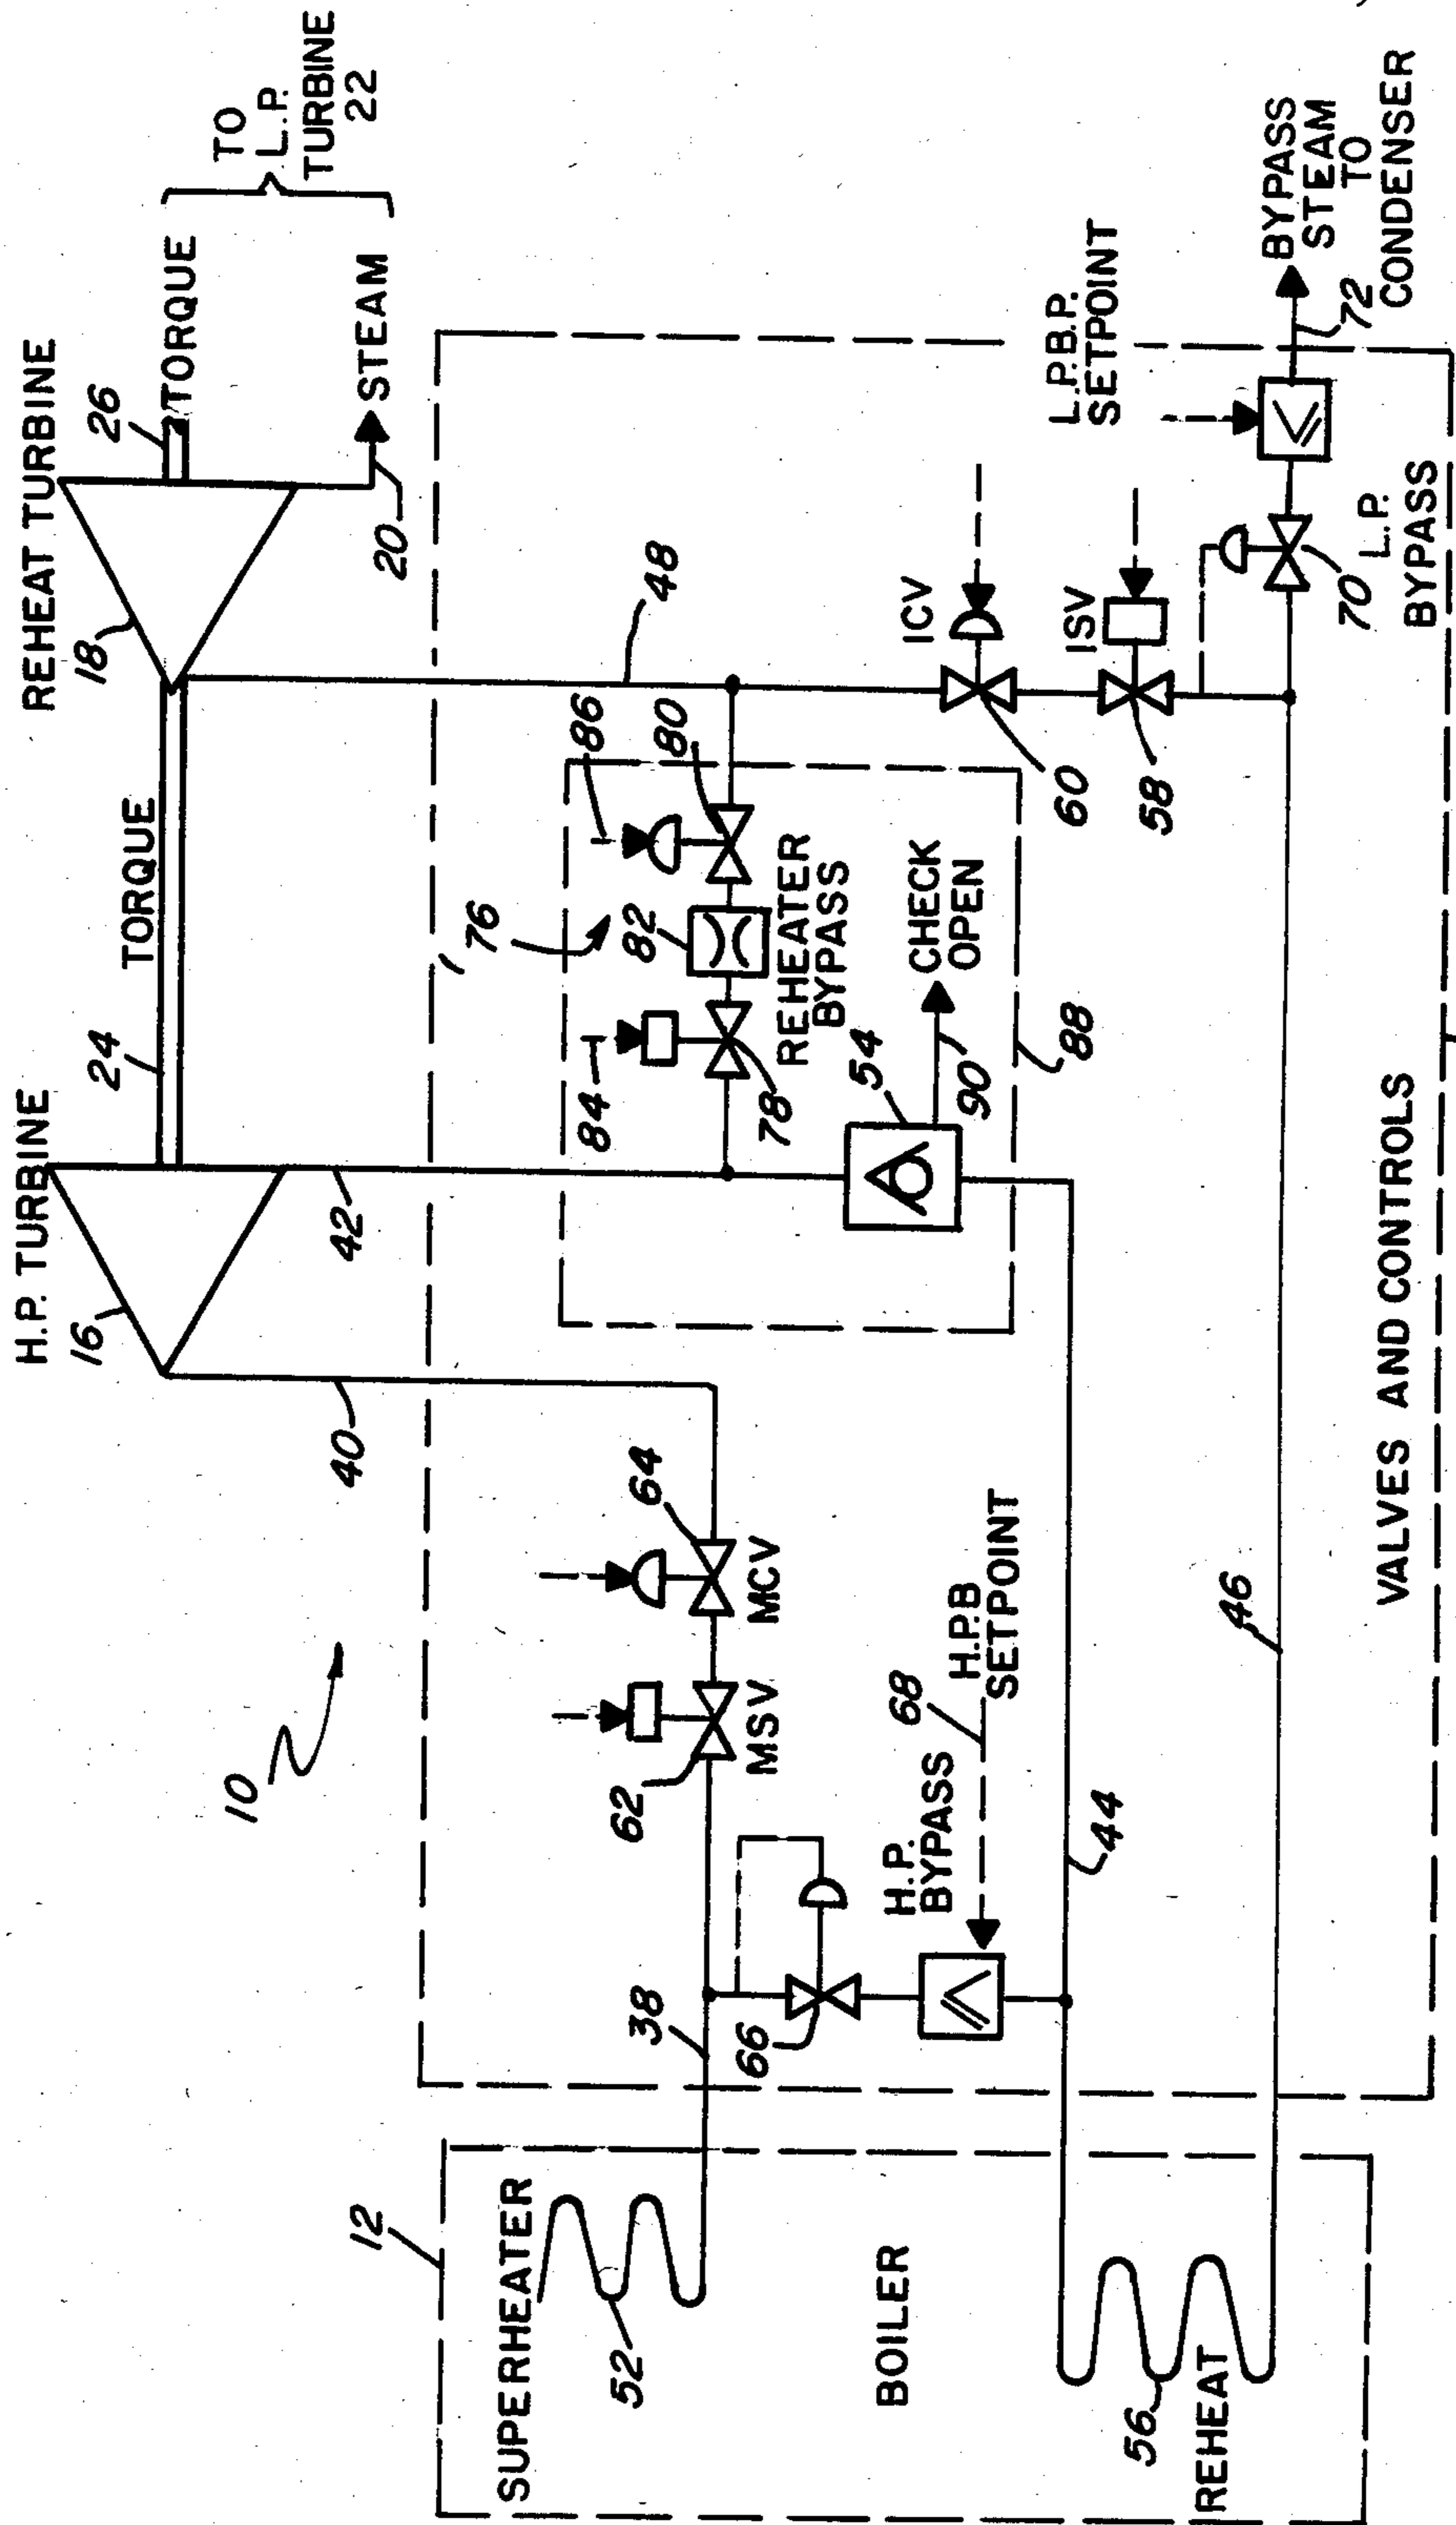 H.P. TURBINE
REHEAT TURBINE
16
24
TORQUE
18
26
TORQUE
TO
L.P.
TURBINE
22
STEAM
20
10
40
42
48
12
SUPERHEATER
52
38
62
MSV
64
MCV
84
76
82
86
80
78
REHEATER
BYPASS
54
CHECK
OPEN
90
88
ICV
60
ISV
58
L.P.B.P.
SETPOINT
66
H.P.
BYPASS
68
H.P.B
SETPOINT
BOILER
44
46
56
REHEAT
70
L.P.
BYPASS
72
BYPASS
STEAM
TO
CONDENSER
VALVES AND CONTROLS